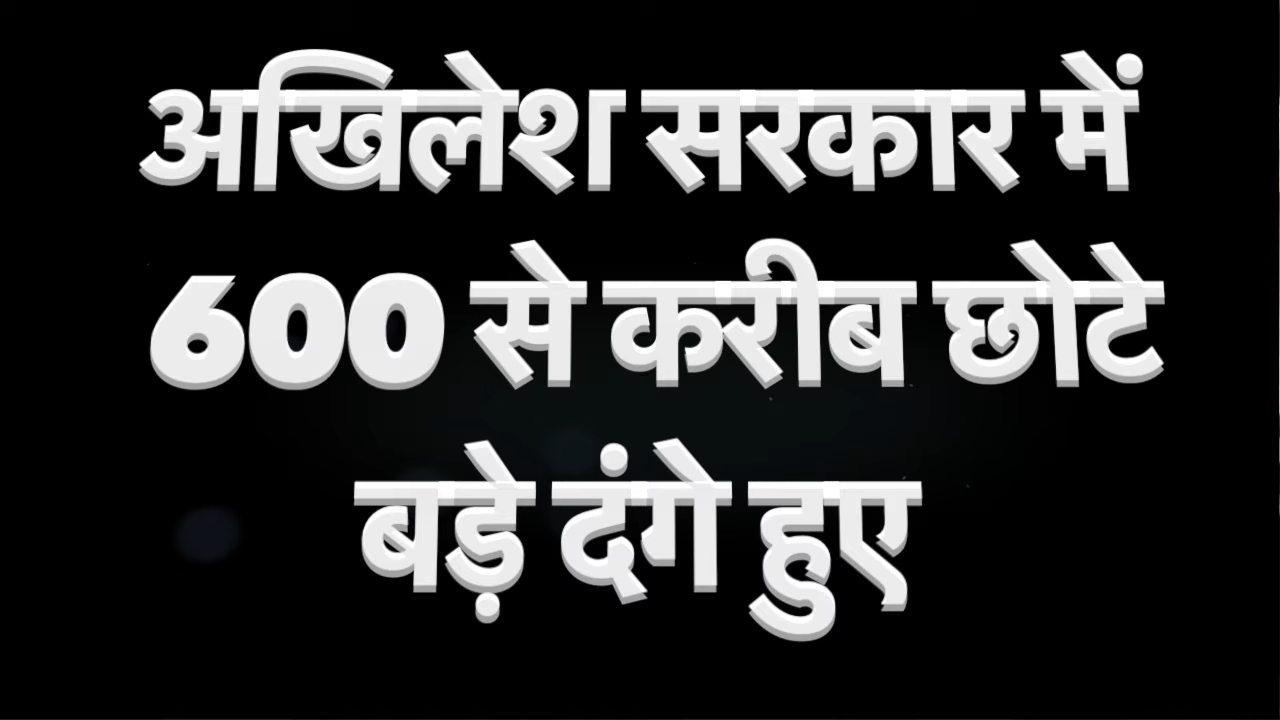 अखिलेश सरकार में
600 से करीब छोटे
बड़े दंगे हुए